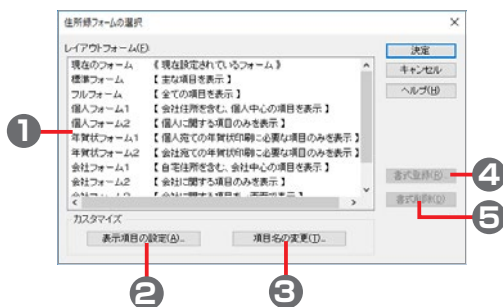 住所録フォームの選択
レイアウトフォーム(F)
現在のフォーム 《現在設定されているフォーム》
標準フォーム 【主な項目を表示】
フルフォーム 【全ての項目を表示】
個人フォーム1 【会社住所を含む、個人中心の項目を表示】
個人フォーム2 【個人に関する項目のみを表示】
年賀状フォーム1 【個人宛ての年賀状印刷に必要な項目のみを表示】
年賀状フォーム2 【会社宛ての年賀状印刷に必要な項目のみを表示】
会社フォーム1 【自宅住所を含む、会社中心の項目を表示】
会社フォーム2 【会社に関する項目のみを表示】
決定
キャンセル
ヘルプ(H)
書式登録(R)...
書式削除(D)
カスタマイズ
表示項目の設定(A)...
項目名の変更(T)...
1
2
3
4
5